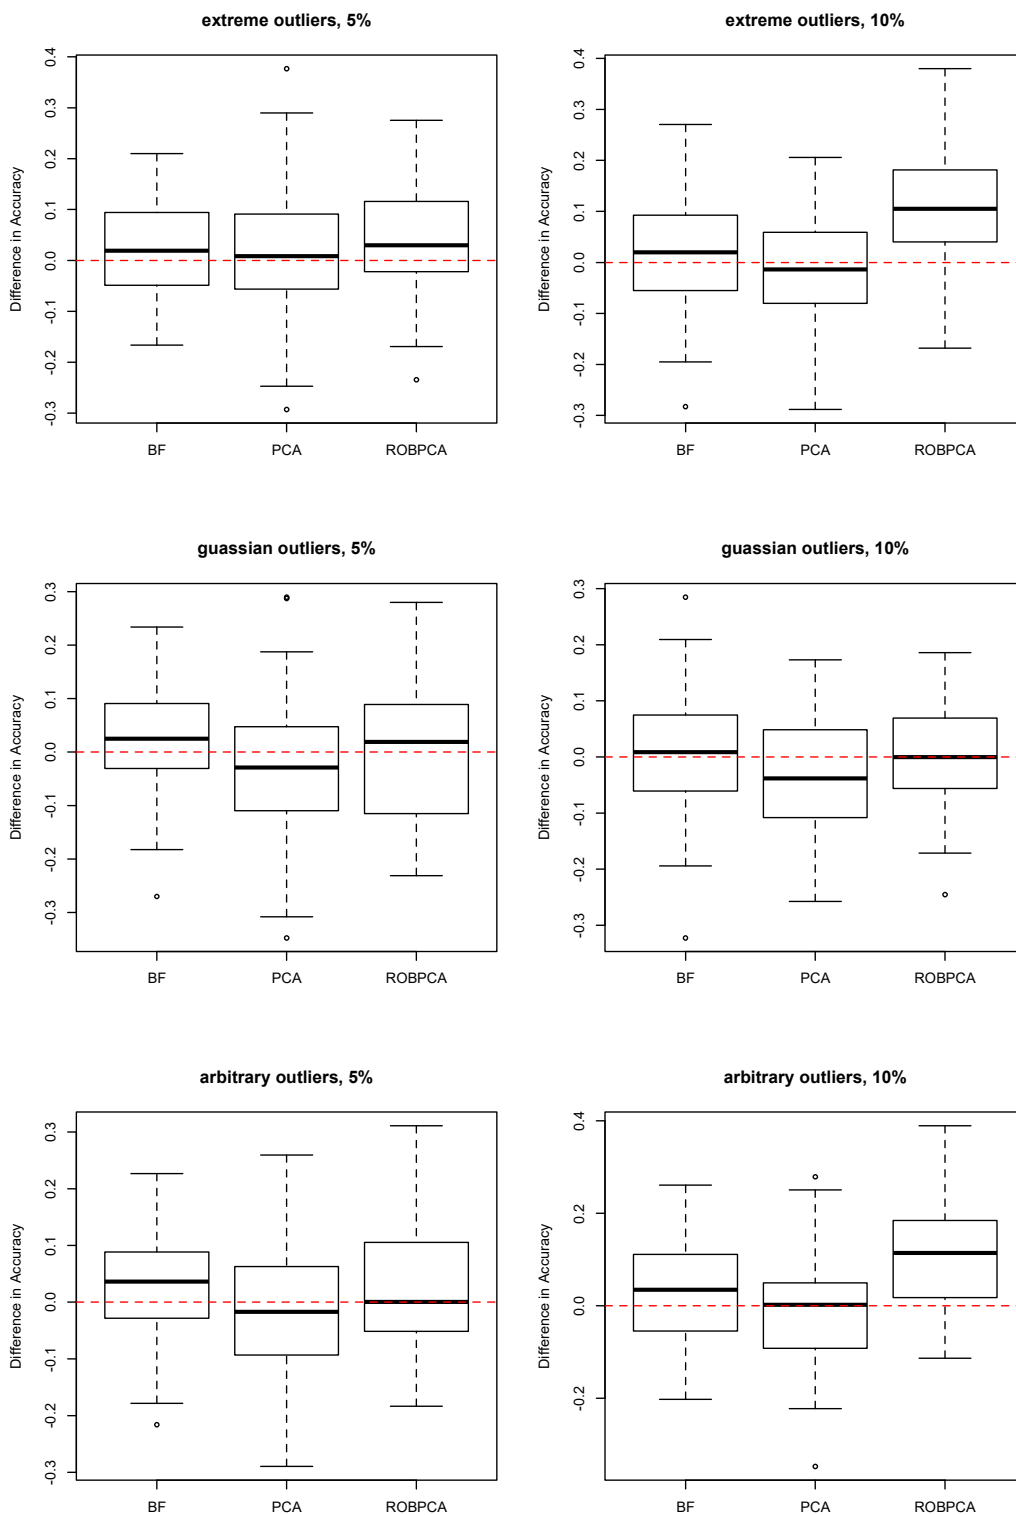 extreme outliers, 5%
Difference in Accuracy
0.4
0.3
0.2
0.1
0.0
-0.1
-0.2
-0.3
BF PCA ROBPCA
extreme outliers, 10%
Difference in Accuracy
0.4
0.3
0.2
0.1
0.0
-0.1
-0.2
-0.3
BF PCA ROBPCA
guassian outliers, 5%
Difference in Accuracy
0.3
0.2
0.1
0.0
-0.1
-0.2
-0.3
BF PCA ROBPCA
guassian outliers, 10%
Difference in Accuracy
0.3
0.2
0.1
0.0
-0.1
-0.2
-0.3
BF PCA ROBPCA
arbitrary outliers, 5%
Difference in Accuracy
0.3
0.2
0.1
0.0
-0.1
-0.2
-0.3
BF PCA ROBPCA
arbitrary outliers, 10%
Difference in Accuracy
0.4
0.2
0.0
-0.2
BF PCA ROBPCA